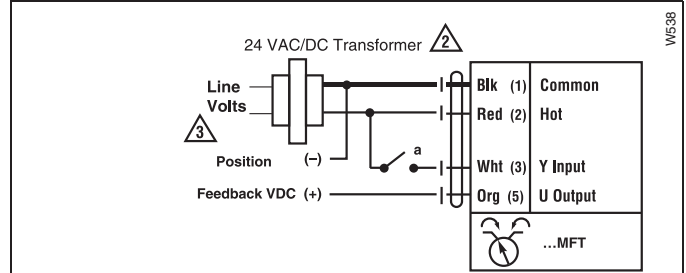 W538
24 VAC/DC Transformer 2
Line Volts
3
Blk (1) Common
Red (2) Hot
a
Position (–)
Wht (3) Y Input
Feedback VDC (+)
Org (5) U Output
...MFT